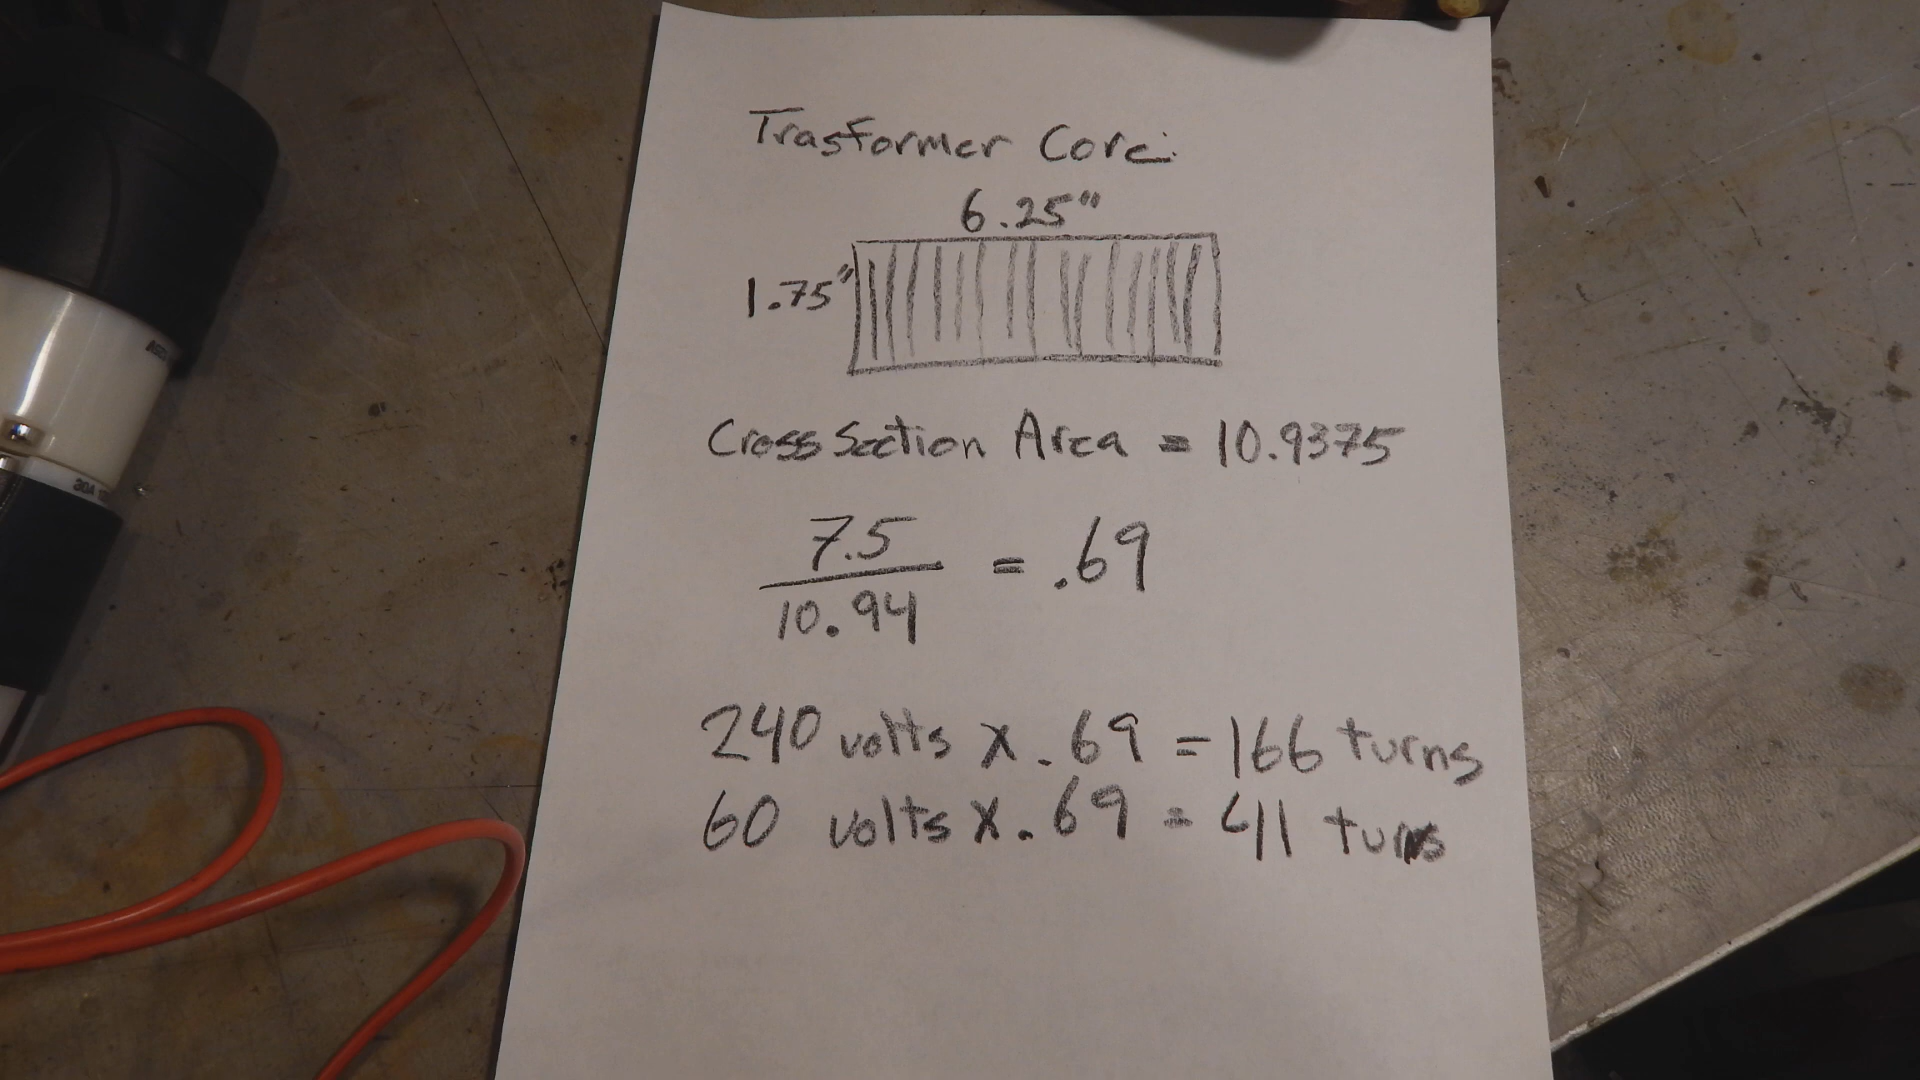 Trasformer Core:
6.25"
1.75"
Cross Section Area = 10.9375
7.5
10.94
= .69
240 volts x .69 = 166 turns
60 volts x .69 = 41 turns
30A